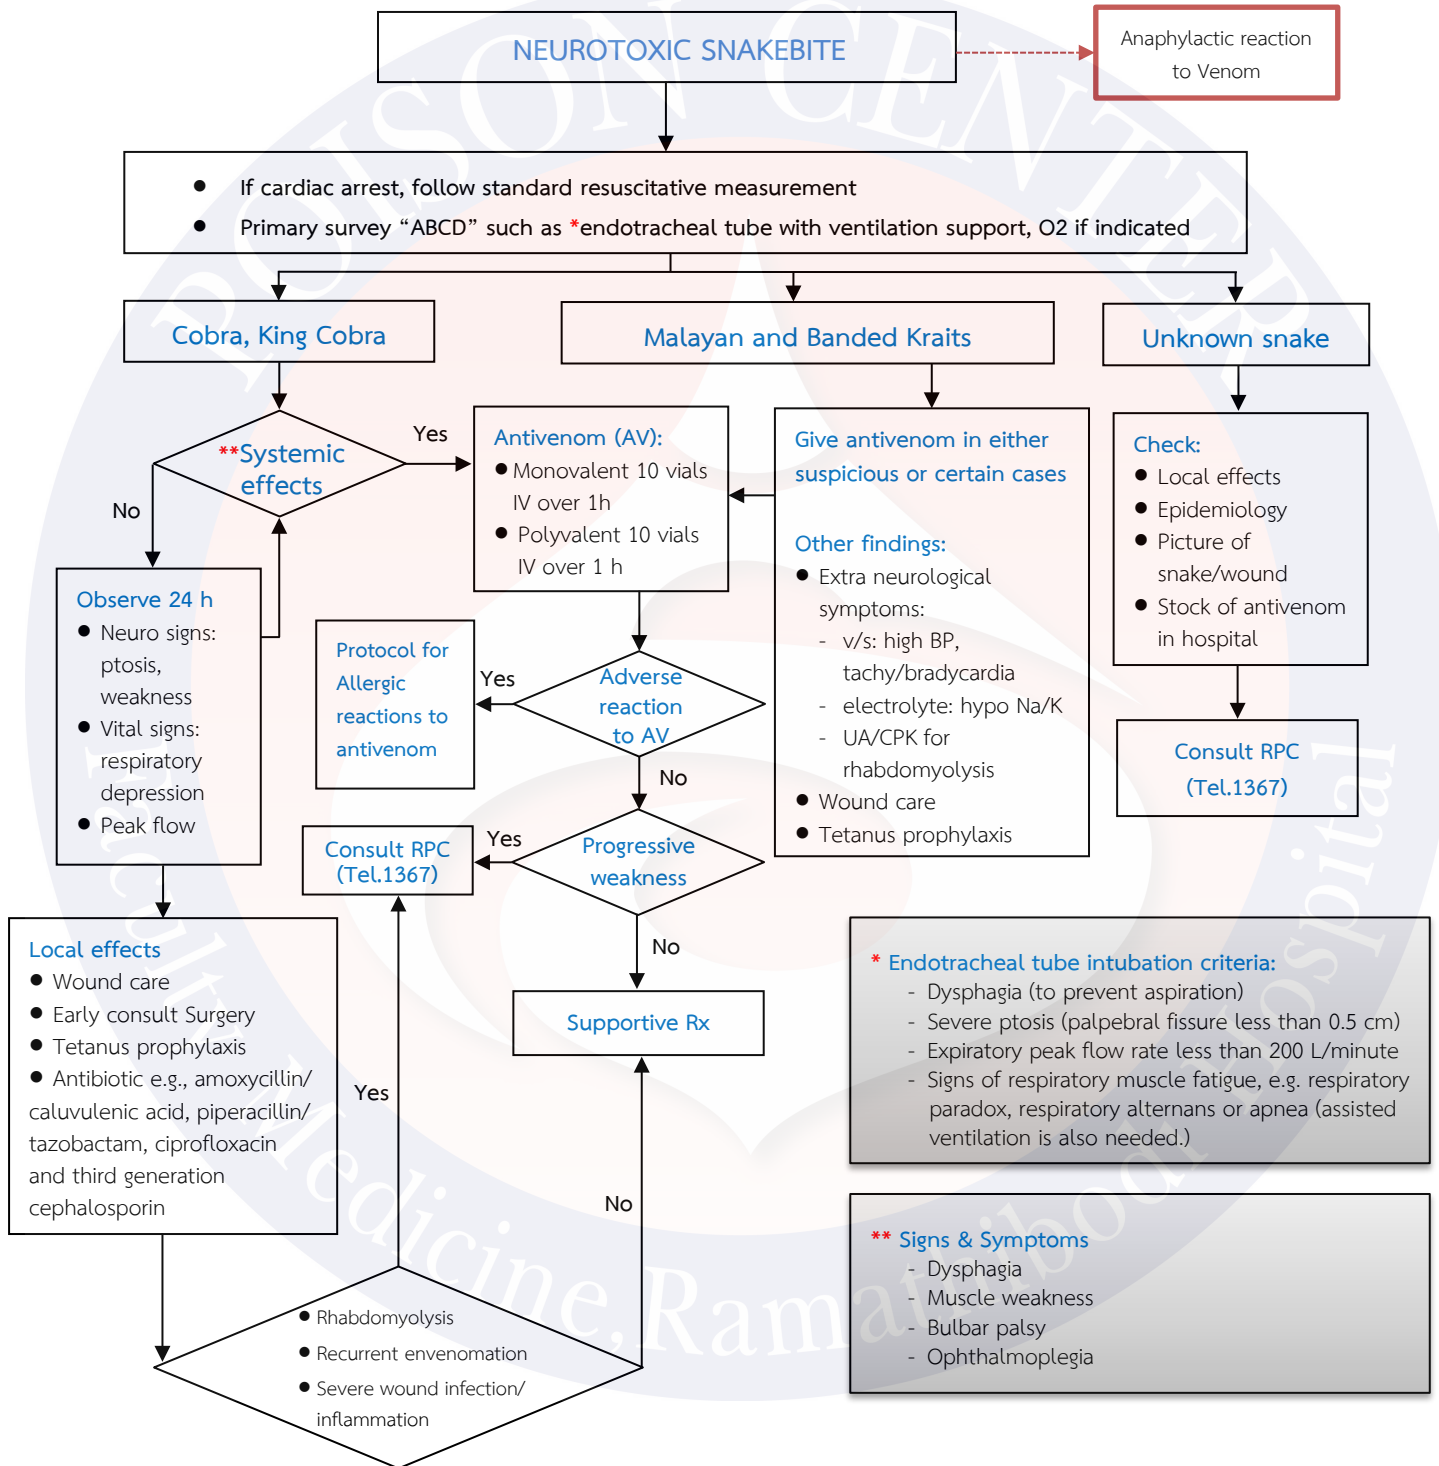 NEUROTOXIC SNAKEBITE
Anaphylactic reaction
to Venom
● If cardiac arrest, follow standard resuscitative measurement
● Primary survey “ABCD” such as *endotracheal tube with ventilation support, O2 if indicated
Cobra, King Cobra
Malayan and Banded Kraits
Unknown snake
**Systemic
effects
Yes
No
Antivenom (AV):
● Monovalent 10 vials
IV over 1h
● Polyvalent 10 vials
IV over 1 h
Give antivenom in either
suspicious or certain cases
Other findings:
● Extra neurological
symptoms:
- v/s: high BP,
tachy/bradycardia
- electrolyte: hypo Na/K
- UA/CPK for
rhabdomyolysis
● Wound care
● Tetanus prophylaxis
Check:
● Local effects
● Epidemiology
● Picture of
snake/wound
● Stock of antivenom
in hospital
Consult RPC
(Tel.1367)
Observe 24 h
● Neuro signs:
ptosis,
weakness
● Vital signs:
respiratory
depression
● Peak flow
Protocol for
Allergic
reactions to
antivenom
Yes
Adverse
reaction
to AV
No
Consult RPC
(Tel.1367)
Yes
Progressive
weakness
No
Supportive Rx
Local effects
● Wound care
● Early consult Surgery
● Tetanus prophylaxis
● Antibiotic e.g., amoxycillin/
caluvulenic acid, piperacillin/
tazobactam, ciprofloxacin
and third generation
cephalosporin
Yes
No
● Rhabdomyolysis
● Recurrent envenomation
● Severe wound infection/
inflammation
* Endotracheal tube intubation criteria:
- Dysphagia (to prevent aspiration)
- Severe ptosis (palpebral fissure less than 0.5 cm)
- Expiratory peak flow rate less than 200 L/minute
- Signs of respiratory muscle fatigue, e.g. respiratory
paradox, respiratory alternans or apnea (assisted
ventilation is also needed.)
** Signs & Symptoms
- Dysphagia
- Muscle weakness
- Bulbar palsy
- Ophthalmoplegia
POISON CENTER
Faculty Medicine, Ramathibodi Hospital